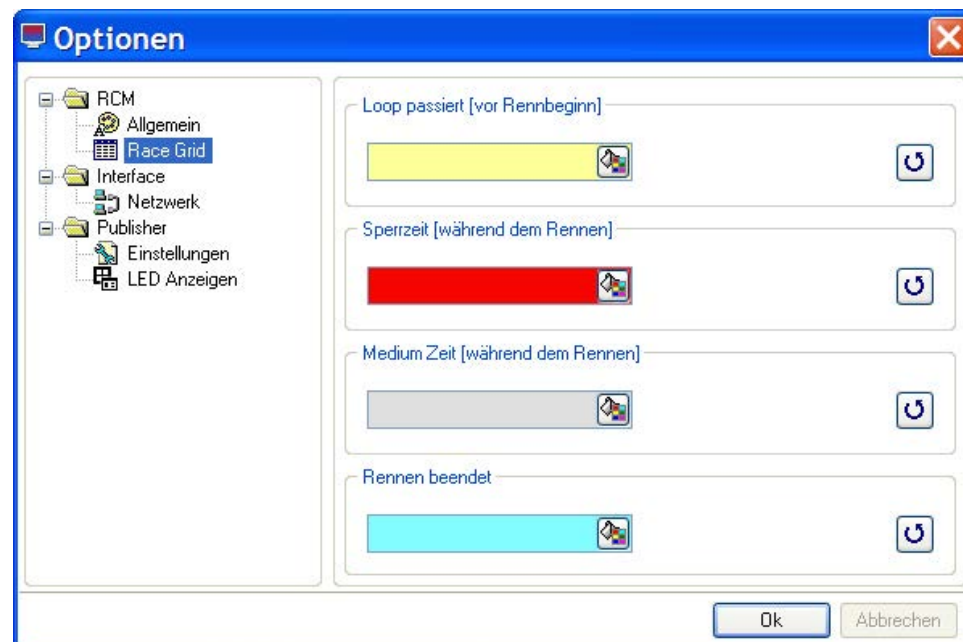 Optionen
RCM
Allgemein
Race Grid
Interface
Netzwerk
Publisher
Einstellungen
LED Anzeigen
Loop passiert [vor Rennbeginn]
Sperrzeit [während dem Rennen]
Medium Zeit [während dem Rennen]
Rennen beendet
Ok
Abbrechen